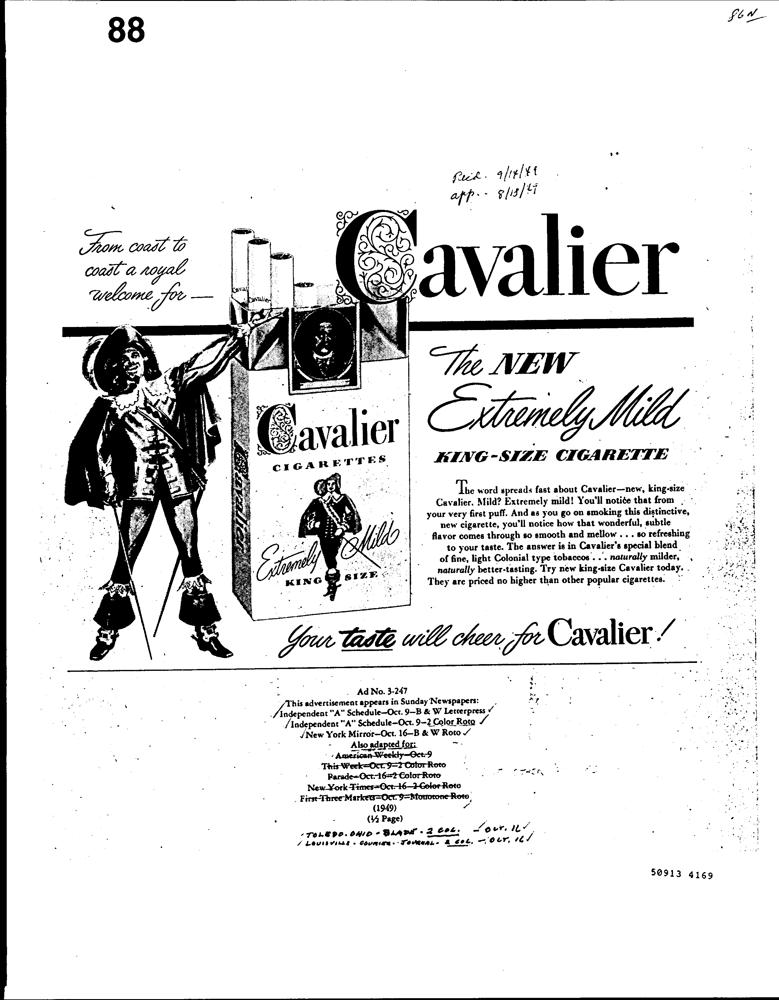 88
86 N
Recd. 9/14/49
app. - 8/15/49
From coast to
coast a royal
welcome for —
Cavalier
The NEW
Extremely Mild
KING-SIZE CIGARETTE
Cavalier
CIGARETTES
Extremely Mild
KING SIZE
The word spreads fast about Cavalier—new, king-size
Cavalier. Mild? Extremely mild! You'll notice that from
your very first puff. And as you go on smoking this distinctive,
new cigarette, you'll notice how that wonderful, subtle
flavor comes through so smooth and mellow . . . so refreshing
to your taste. The answer is in Cavalier's special blend
of fine, light Colonial type tobaccos . . . naturally milder,
naturally better-tasting. Try new king-size Cavalier today.
They are priced no higher than other popular cigarettes.
Your taste will cheer for Cavalier!
Ad No. 3-247
This advertisement appears in Sunday Newspapers:
Independent "A" Schedule—Oct. 9—B & W Letterpress
Independent "A" Schedule—Oct. 9—2 Color Roto
New York Mirror—Oct. 16—B & W Roto
Also adapted for:
American Weekly—Oct. 9
This Week—Oct. 9—2 Color Roto
Parade—Oct. 16—2 Color Roto
New York Times—Oct. 16—2 Color Roto
First Three Markets—Oct. 9—Monotone Roto
(1949)
(½ Page)
TOLEDO, OHIO - BLADE - 2 COL. - OCT. 16
LOUISVILLE - COURIER - JOURNAL - 2 COL. - OCT. 16
50913 4169